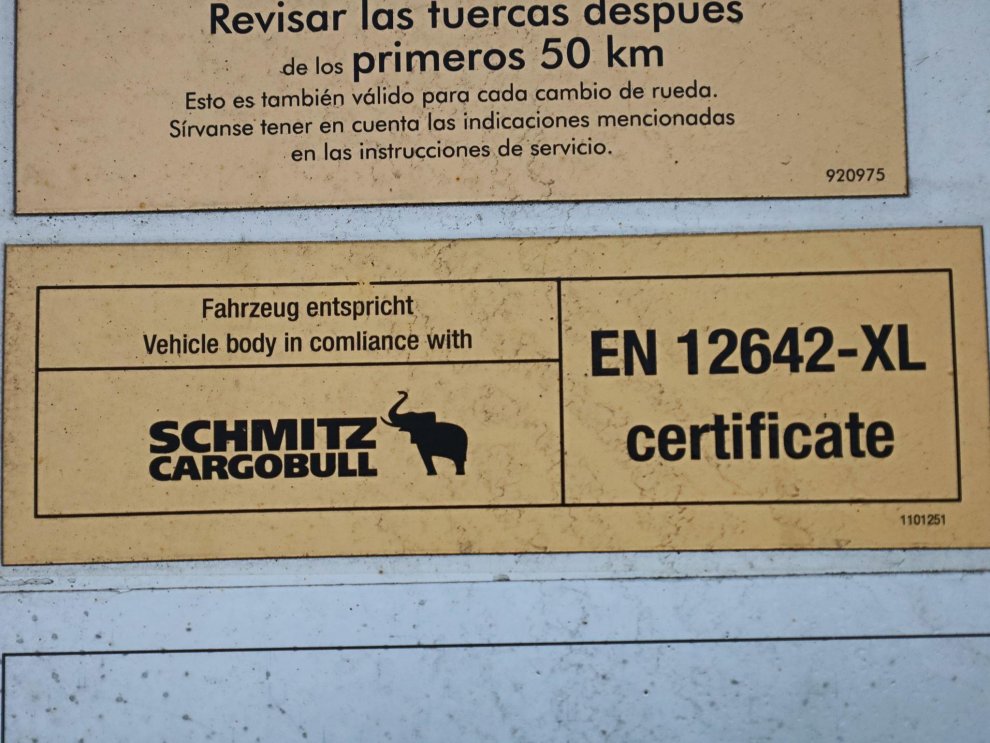 Revisar las tuercas después
de los primeros 50 km
Esto es también válido para cada cambio de rueda.
Sírvanse tener en cuenta las indicaciones mencionadas
en las instrucciones de servicio.
920975
Fahrzeug entspricht
Vehicle body in comliance with
SCHMITZ
CARGOBULL
EN 12642-XL
certificate
1101251